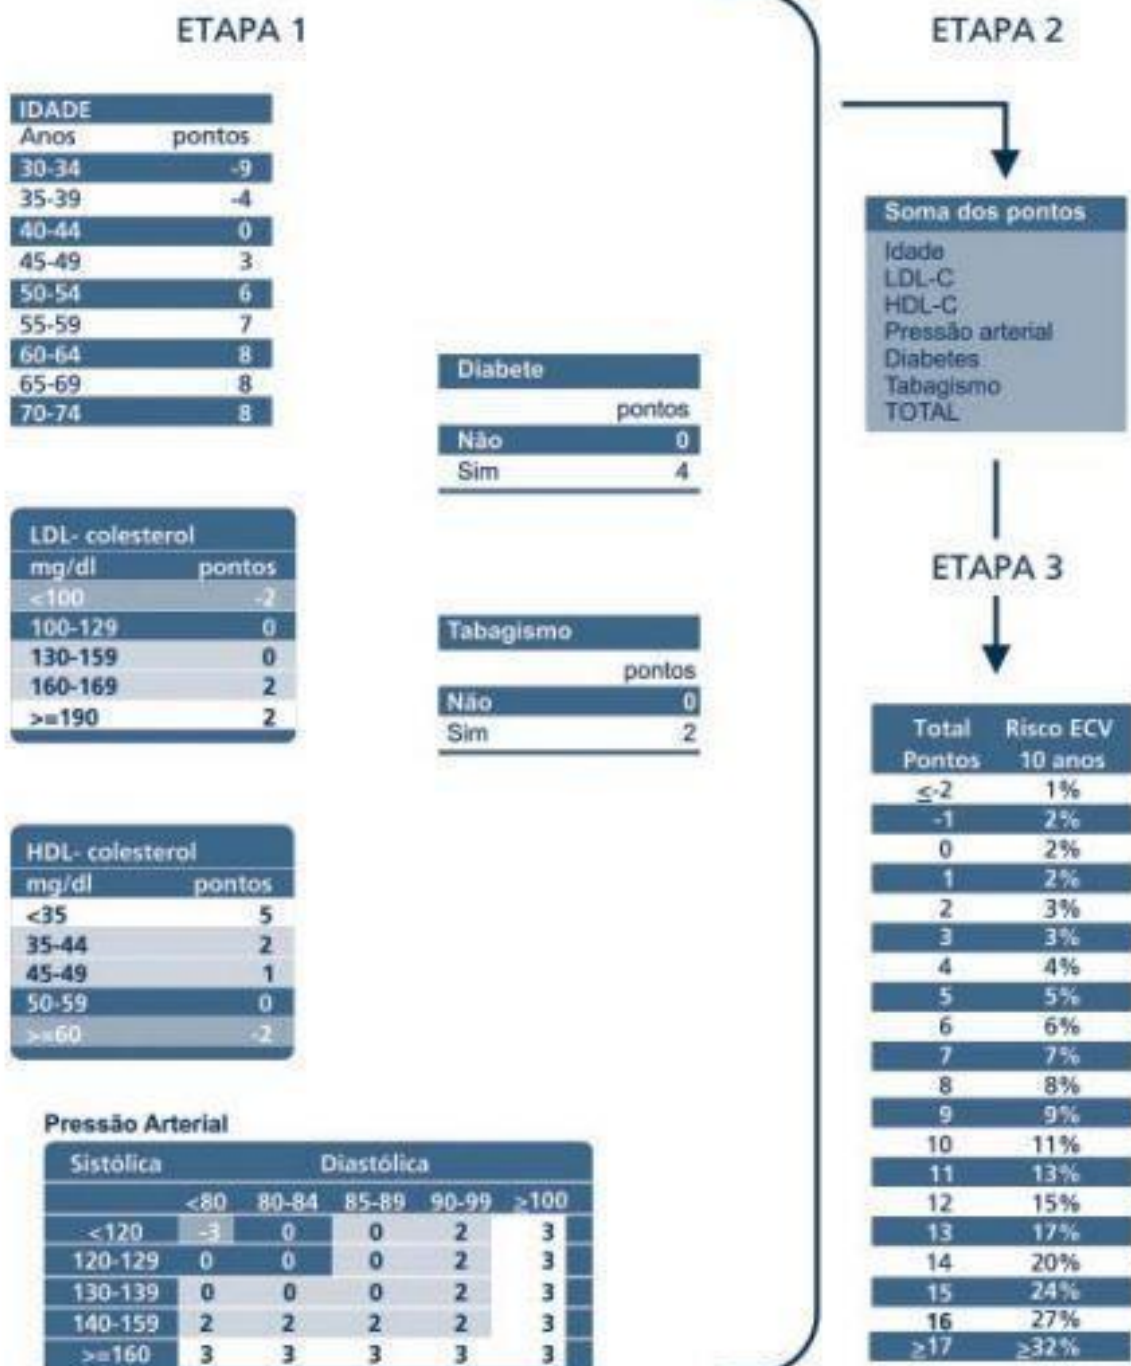 ETAPA 1
IDADE
Anos pontos
30-34 -9
35-39 -4
40-44 0
45-49 3
50-54 6
55-59 7
60-64 8
65-69 8
70-74 8
LDL- colesterol
mg/dl pontos
<100 -2
100-129 0
130-159 0
160-169 2
>=190 2
HDL- colesterol
mg/dl pontos
<35 5
35-44 2
45-49 1
50-59 0
>=60 -2
Diabete
pontos
Não 0
Sim 4
Tabagismo
pontos
Não 0
Sim 2
Pressão Arterial
Sistólica Diastólica
<80 80-84 85-89 90-99 ≥100
<120 -3 0 0 2 3
120-129 0 0 0 2 3
130-139 0 0 0 2 3
140-159 2 2 2 2 3
>=160 3 3 3 3 3
ETAPA 2
Soma dos pontos
Idade
LDL-C
HDL-C
Pressão arterial
Diabetes
Tabagismo
TOTAL
ETAPA 3
Total Risco ECV
Pontos 10 anos
≤-2 1%
-1 2%
0 2%
1 2%
2 3%
3 3%
4 4%
5 5%
6 6%
7 7%
8 8%
9 9%
10 11%
11 13%
12 15%
13 17%
14 20%
15 24%
16 27%
≥17 ≥32%